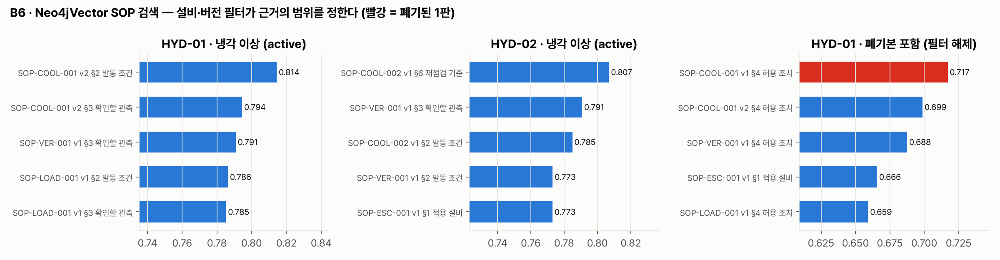 B6 · Neo4jVector SOP 검색 — 설비·버전 필터가 근거의 범위를 정한다 (빨강 = 폐기된 1판)
HYD-01 · 냉각 이상 (active)
SOP-COOL-001 v2 §2 발동 조건
0.814
SOP-COOL-001 v2 §3 확인할 관측
0.794
SOP-VER-001 v1 §3 확인할 관측
0.791
SOP-LOAD-001 v1 §2 발동 조건
0.786
SOP-LOAD-001 v1 §3 확인할 관측
0.785
0.74 0.76 0.78 0.80 0.82 0.84
HYD-02 · 냉각 이상 (active)
SOP-COOL-002 v1 §6 재점검 기준
0.807
SOP-VER-001 v1 §3 확인할 관측
0.791
SOP-COOL-002 v1 §2 발동 조건
0.785
SOP-VER-001 v1 §2 발동 조건
0.773
SOP-ESC-001 v1 §1 적용 설비
0.773
0.74 0.76 0.78 0.80 0.82
HYD-01 · 폐기본 포함 (필터 해제)
SOP-COOL-001 v1 §4 허용 조치
0.717
SOP-COOL-001 v2 §4 허용 조치
0.699
SOP-VER-001 v1 §4 허용 조치
0.688
SOP-ESC-001 v1 §1 적용 설비
0.666
SOP-LOAD-001 v1 §4 허용 조치
0.659
0.625 0.650 0.675 0.700 0.725